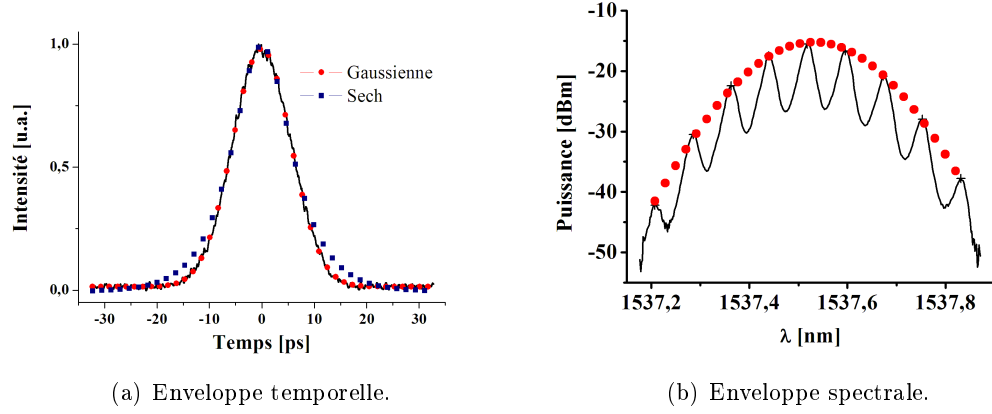 1,0
0,5
0,0
Intensité [u.a.]
Gaussienne
Sech
-30 -20 -10 0 10 20 30
Temps [ps]
(a) Enveloppe temporelle.
-10
-20
-30
-40
-50
Puissance [dBm]
1537,2 1537,4 1537,6 1537,8
λ [nm]
(b) Enveloppe spectrale.